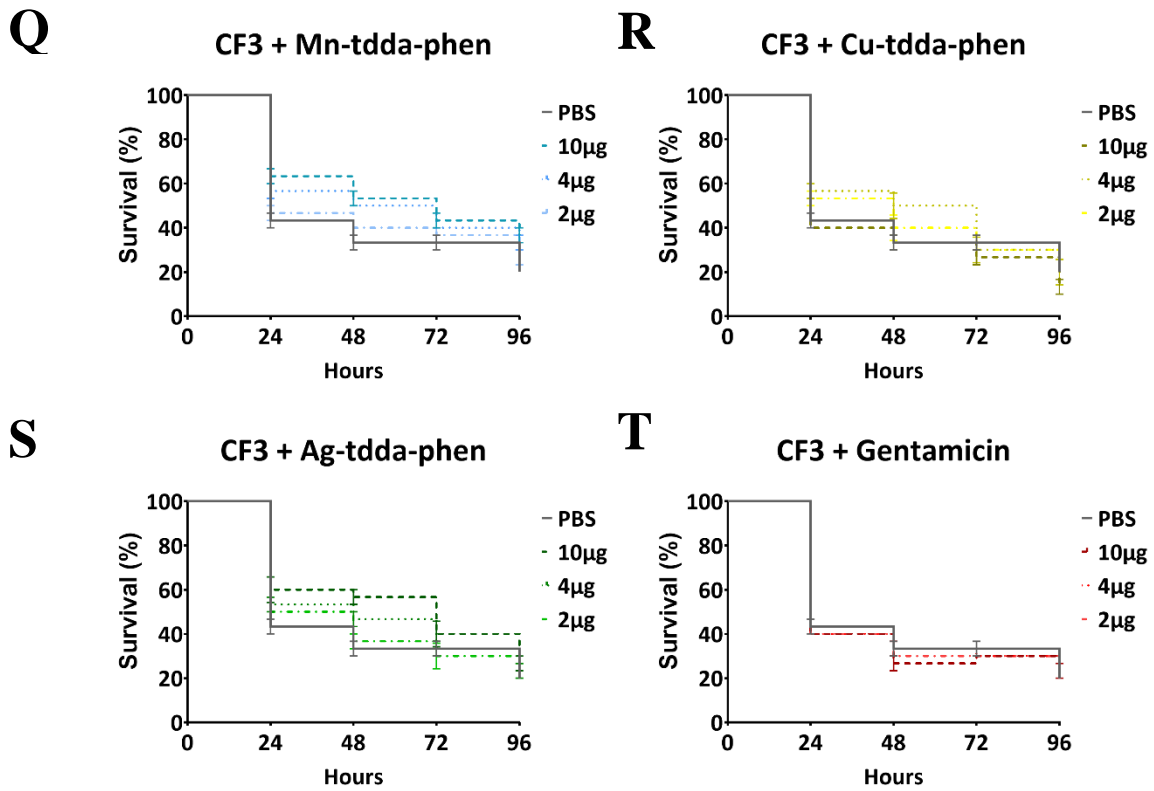 Q
CF3 + Mn-tdda-phen
Survival (%)
100
80
60
40
20
0
0 24 48 72 96
Hours
PBS
10µg
4µg
2µg
R
CF3 + Cu-tdda-phen
Survival (%)
100
80
60
40
20
0
0 24 48 72 96
Hours
PBS
10µg
4µg
2µg
S
CF3 + Ag-tdda-phen
Survival (%)
100
80
60
40
20
0
0 24 48 72 96
Hours
PBS
10µg
4µg
2µg
T
CF3 + Gentamicin
Survival (%)
100
80
60
40
20
0
0 24 48 72 96
Hours
PBS
10µg
4µg
2µg